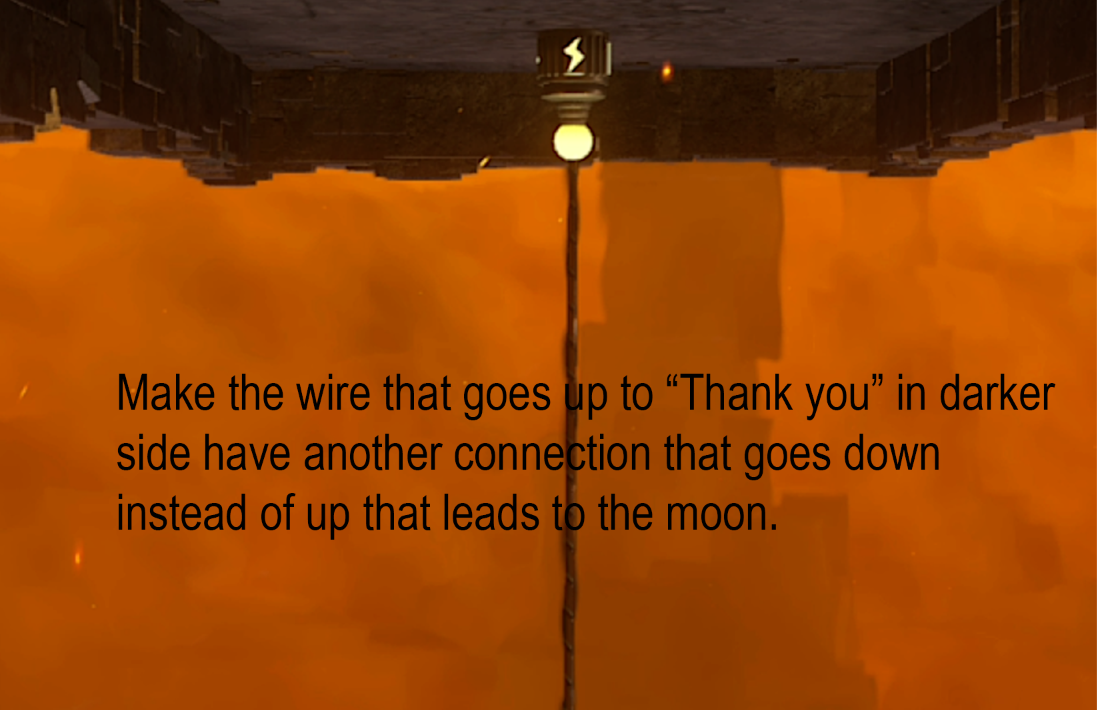 Make the wire that goes up to “Thank you” in darker
side have another connection that goes down
instead of up that leads to the moon.